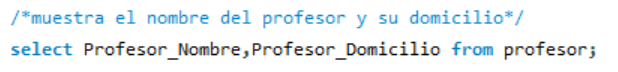 /*muestra el nombre del profesor y su domicilio*/
select Profesor_Nombre,Profesor_Domicilio from profesor;